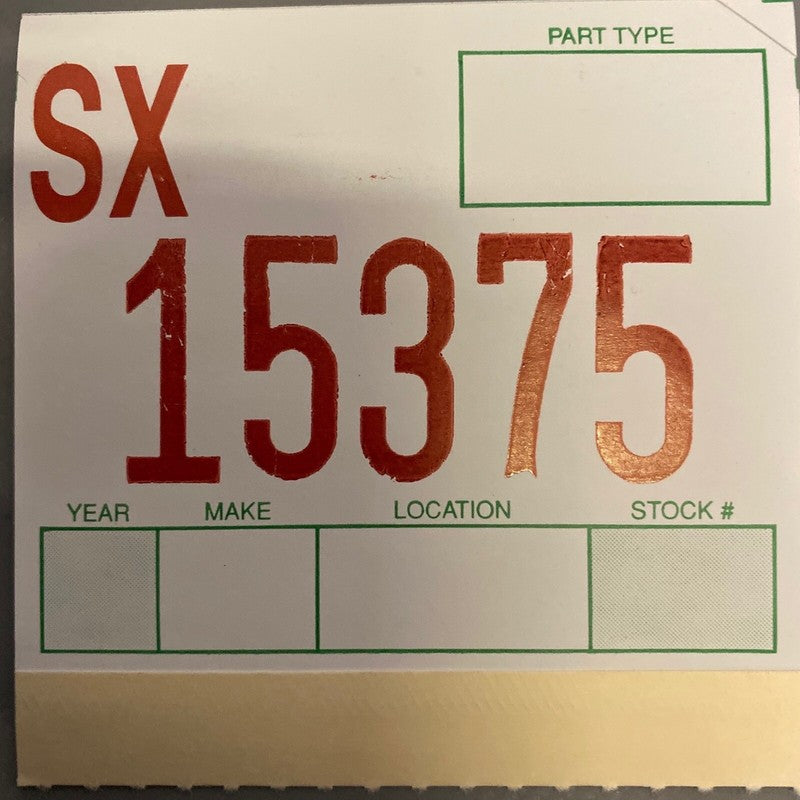 PART TYPE
SX
15375
YEAR MAKE LOCATION STOCK #